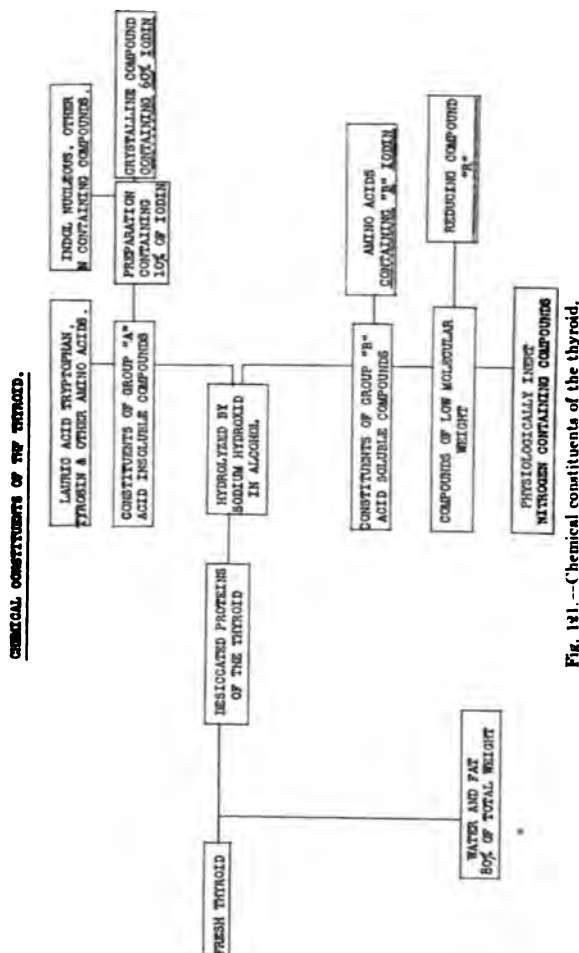 CHEMICAL CONSTITUENTS OF THE THYROID.
FRESH THYROID
WATER AND FAT
80% OF TOTAL WEIGHT
DESICCATED PROTEINS
OF THE THYROID
HYDROLYZED BY
SODIUM HYDROXID
IN ALCOHOL
LAURIC ACID TRYPTOPHAN,
TYROSIN & OTHER AMINO ACIDS.
CONSTITUENTS OF GROUP "A"
ACID INSOLUBLE COMPOUNDS
INDOL NUCLEOUS, OTHER
N CONTAINING COMPOUNDS.
PREPARATION
CONTAINING
10% OF IODIN
CRYSTALLINE COMPOUND
CONTAINING 60% IODIN
CONSTITUENTS OF GROUP "B"
ACID SOLUBLE COMPOUNDS
AMINO ACIDS
CONTAINING "B" IODIN
COMPOUNDS OF LOW MOLECULAR
WEIGHT
REDUCING COMPOUND
"R"
PHYSIOLOGICALLY INERT
NITROGEN CONTAINING COMPOUNDS
Fig. 181.--Chemical constituents of the thyroid.